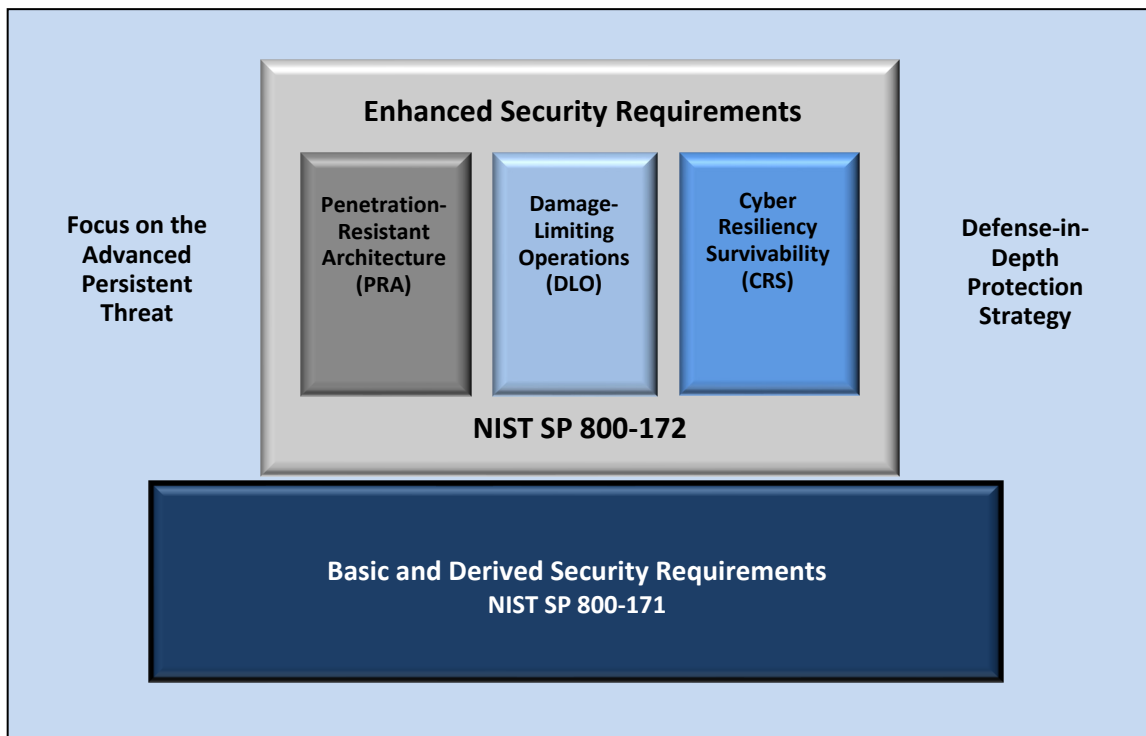 Enhanced Security Requirements
Focus on the
Advanced
Persistent
Threat
Penetration-
Resistant
Architecture
(PRA)
Damage-
Limiting
Operations
(DLO)
Cyber
Resiliency
Survivability
(CRS)
Defense-in-
Depth
Protection
Strategy
NIST SP 800-172
Basic and Derived Security Requirements
NIST SP 800-171